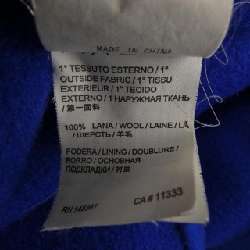 MADE IN CHINA
1° TESSUTO ESTERNO / 1°
OUTSIDE FABRIC / 1° TISSU
EXTERIEUR / 1° TECIDO
EXTERNO / 1 НАРУЖНАЯ ТКАНЬ
/ 第一面料
100% LANA / WOOL / LAINE / LÃ
/ ШЕРСТЬ / 羊毛
FODERA / LINING / DOUBLURE /
FORRO / ОСНОВНАЯ
ПОДКЛАДКИ / 衬里
CA # 11333